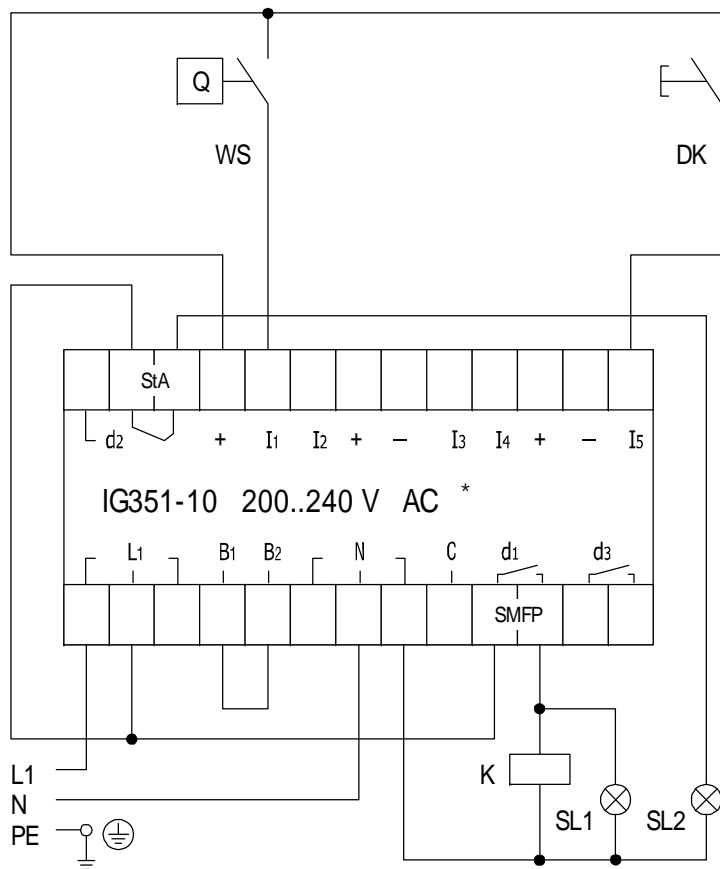 Q
WS
DK
StA
d2 + I1 I2 + – I3 I4 + – I5
IG351-10 200..240 V AC *
L1 B1 B2 N C d1 d3
SMFP
L1
N
PE
K
SL1
SL2